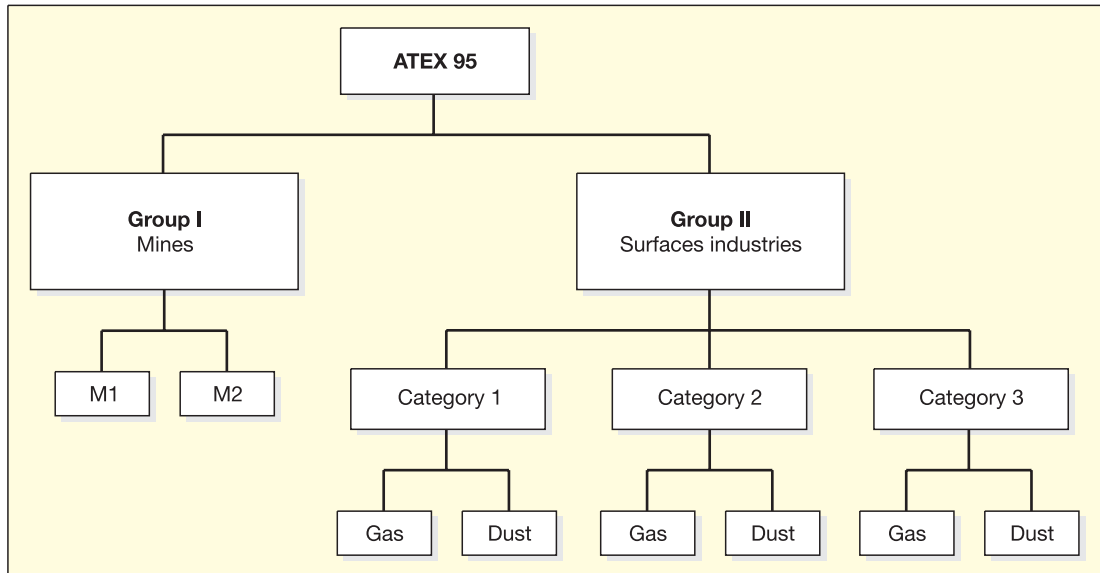 ATEX 95
Group I
Mines
Group II
Surfaces industries
M1
M2
Category 1
Category 2
Category 3
Gas
Dust
Gas
Dust
Gas
Dust